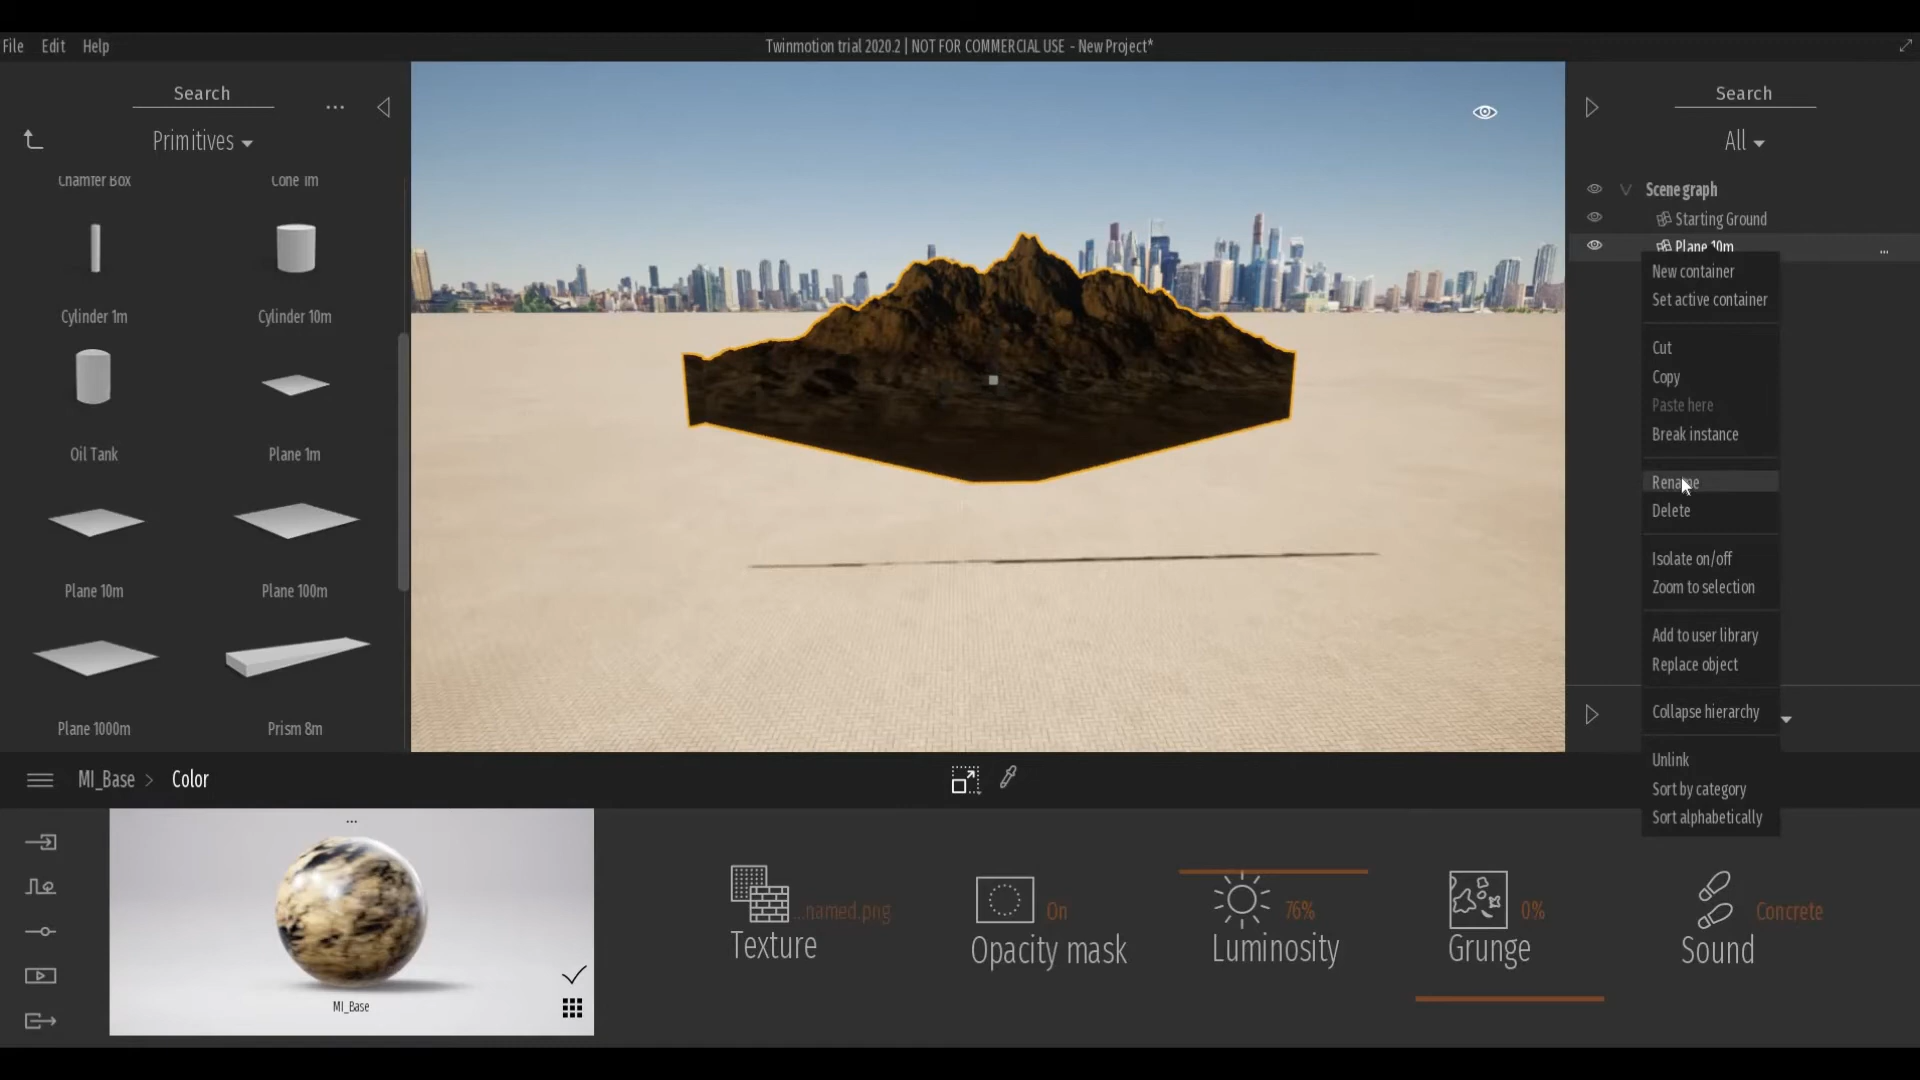 File Edit Help
Twinmotion trial 2020.2 | NOT FOR COMMERCIAL USE - New Project*
Search
...
Primitives
Chamfer Box
Cone 1m
Cylinder 1m
Cylinder 10m
Oil Tank
Plane 1m
Plane 10m
Plane 100m
Plane 1000m
Prism 8m
Search
All
Scene graph
Starting Ground
Plane 10m
...
New container
Set active container
Cut
Copy
Paste here
Break instance
Rename
Delete
Isolate on/off
Zoom to selection
Add to user library
Replace object
Collapse hierarchy
Unlink
Sort by category
Sort alphabetically
MI_Base > Color
...
MI_Base
...named.png
Texture
On
Opacity mask
76%
Luminosity
0%
Grunge
Concrete
Sound